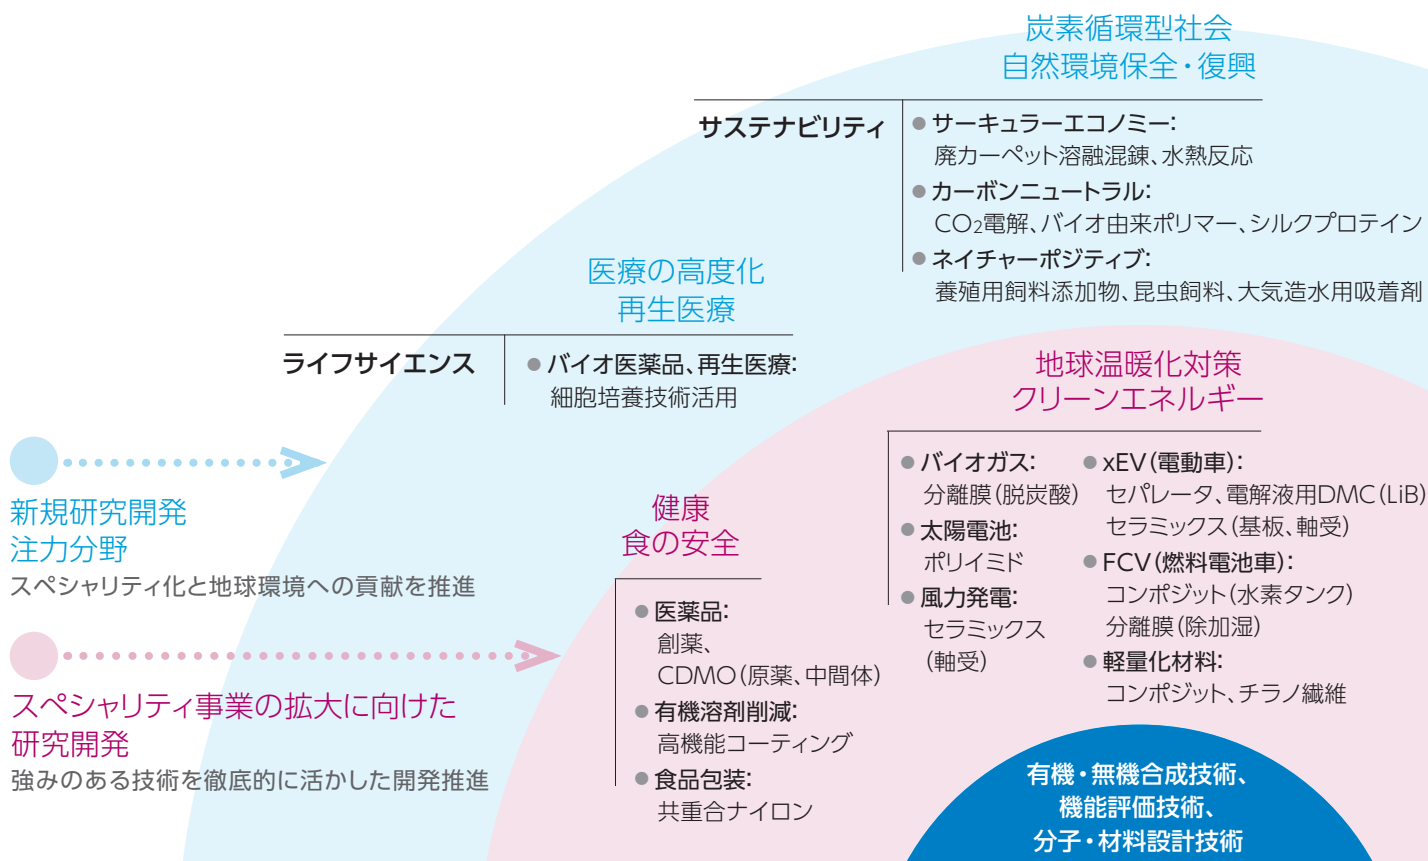 炭素循環型社会
自然環境保全・復興
サステナビリティ
● サーキュラーエコノミー：
廃カーペット溶融混錬、水熱反応
● カーボンニュートラル：
CO₂電解、バイオ由来ポリマー、シルクプロテイン
● ネイチャーポジティブ：
養殖用飼料添加物、昆虫飼料、大気造水用吸着剤
医療の高度化
再生医療
ライフサイエンス
● バイオ医薬品、再生医療：
細胞培養技術活用
新規研究開発
注力分野
スペシャリティ化と地球環境への貢献を推進
スペシャリティ事業の拡大に向けた
研究開発
強みのある技術を徹底的に活かした開発推進
健康
食の安全
● 医薬品：
創薬、
CDMO（原薬、中間体）
● 有機溶剤削減：
高機能コーティング
● 食品包装：
共重合ナイロン
地球温暖化対策
クリーンエネルギー
● バイオガス：
分離膜（脱炭酸）
● 太陽電池：
ポリイミド
● 風力発電：
セラミックス
（軸受）
● xEV（電動車）：
セパレータ、電解液用DMC（LiB）
セラミックス（基板、軸受）
● FCV（燃料電池車）：
コンポジット（水素タンク）
分離膜（除加湿）
● 軽量化材料：
コンポジット、チラノ繊維
有機・無機合成技術、
機能評価技術、
分子・材料設計技術